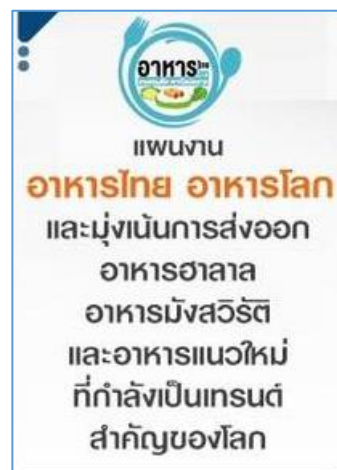 อาหาร
แผนงาน
อาหารไทย อาหารโลก
และมุ่งเน้นการส่งออก
อาหารฮาลาล
อาหารมังสวิรัติ
และอาหารแนวใหม่
ที่กำลังเป็นเทรนด์
สำคัญของโลก